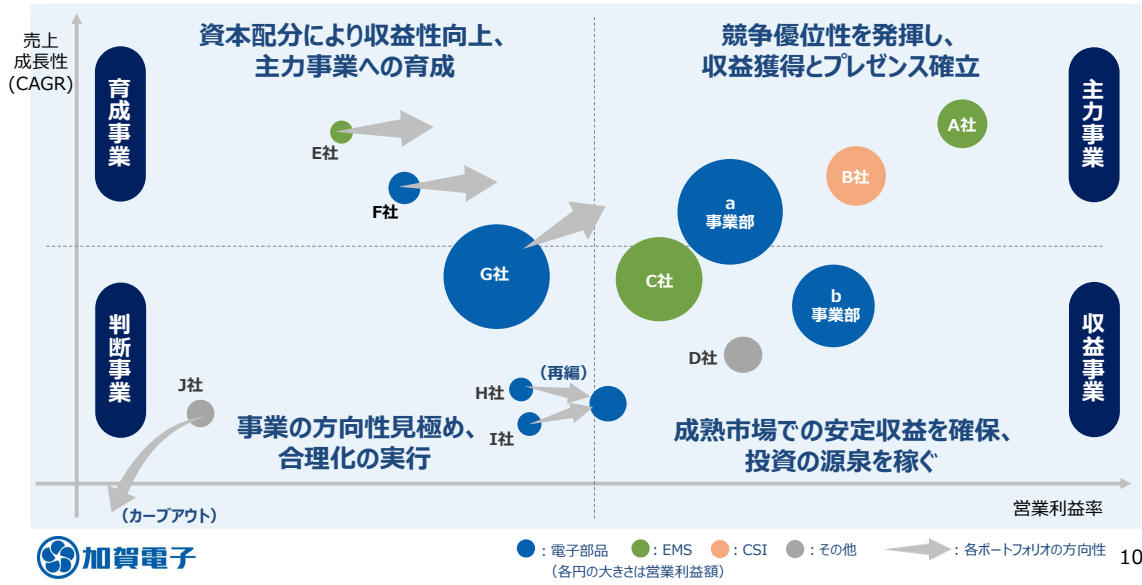 売上
成長性
(CAGR)
育成事業
資本配分により収益性向上、
主力事業への育成
競争優位性を発揮し、
収益獲得とプレゼンス確立
主力事業
E社
F社
A社
B社
a
事業部
G社
C社
b
事業部
D社
判断事業
収益事業
J社
H社
(再編)
I社
事業の方向性見極め、
合理化の実行
成熟市場での安定収益を確保、
投資の源泉を稼ぐ
(カーブアウト)
営業利益率
加賀電子
：電子部品 ：EMS ：CSI ：その他 ：各ポートフォリオの方向性
(各円の大きさは営業利益額)
10